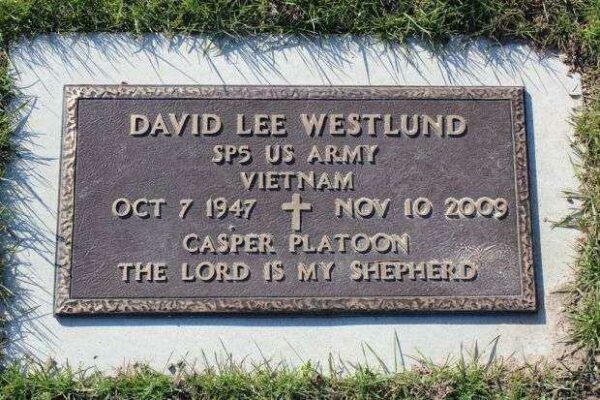 DAVID LEE WESTLUND
SP5 US ARMY
VIETNAM
OCT 7 1947 NOV 10 2009
CASPER PLATOON
THE LORD IS MY SHEPHERD